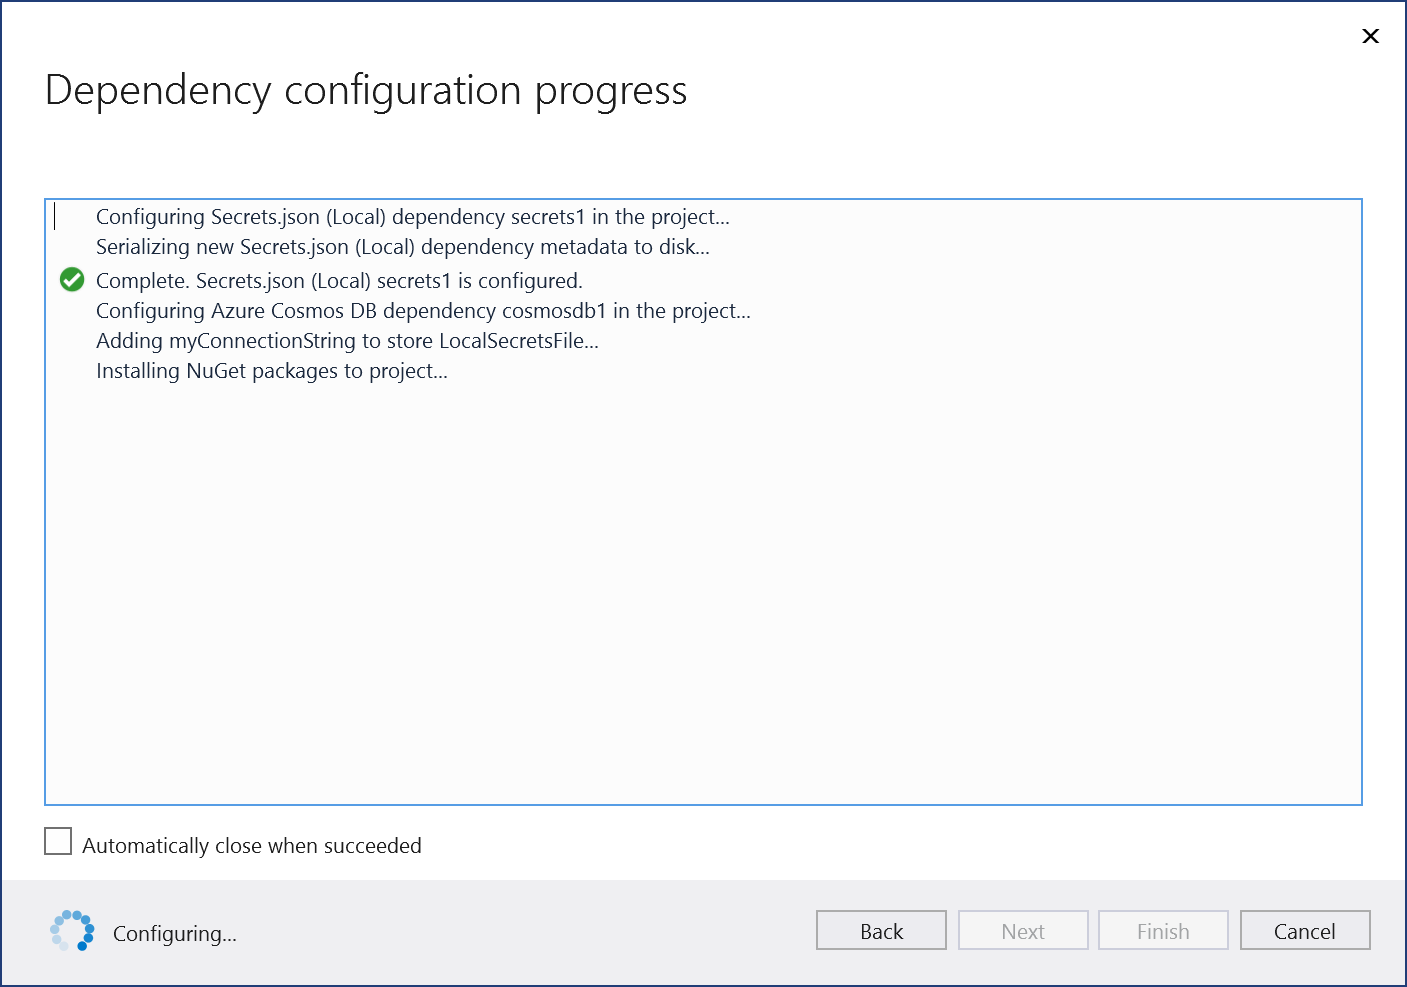 Dependency configuration progress
Configuring Secrets.json (Local) dependency secrets1 in the project...
Serializing new Secrets.json (Local) dependency metadata to disk...
Complete. Secrets.json (Local) secrets1 is configured.
Configuring Azure Cosmos DB dependency cosmosdb1 in the project...
Adding myConnectionString to store LocalSecretsFile...
Installing NuGet packages to project...
Automatically close when succeeded
Configuring...
Back
Next
Finish
Cancel